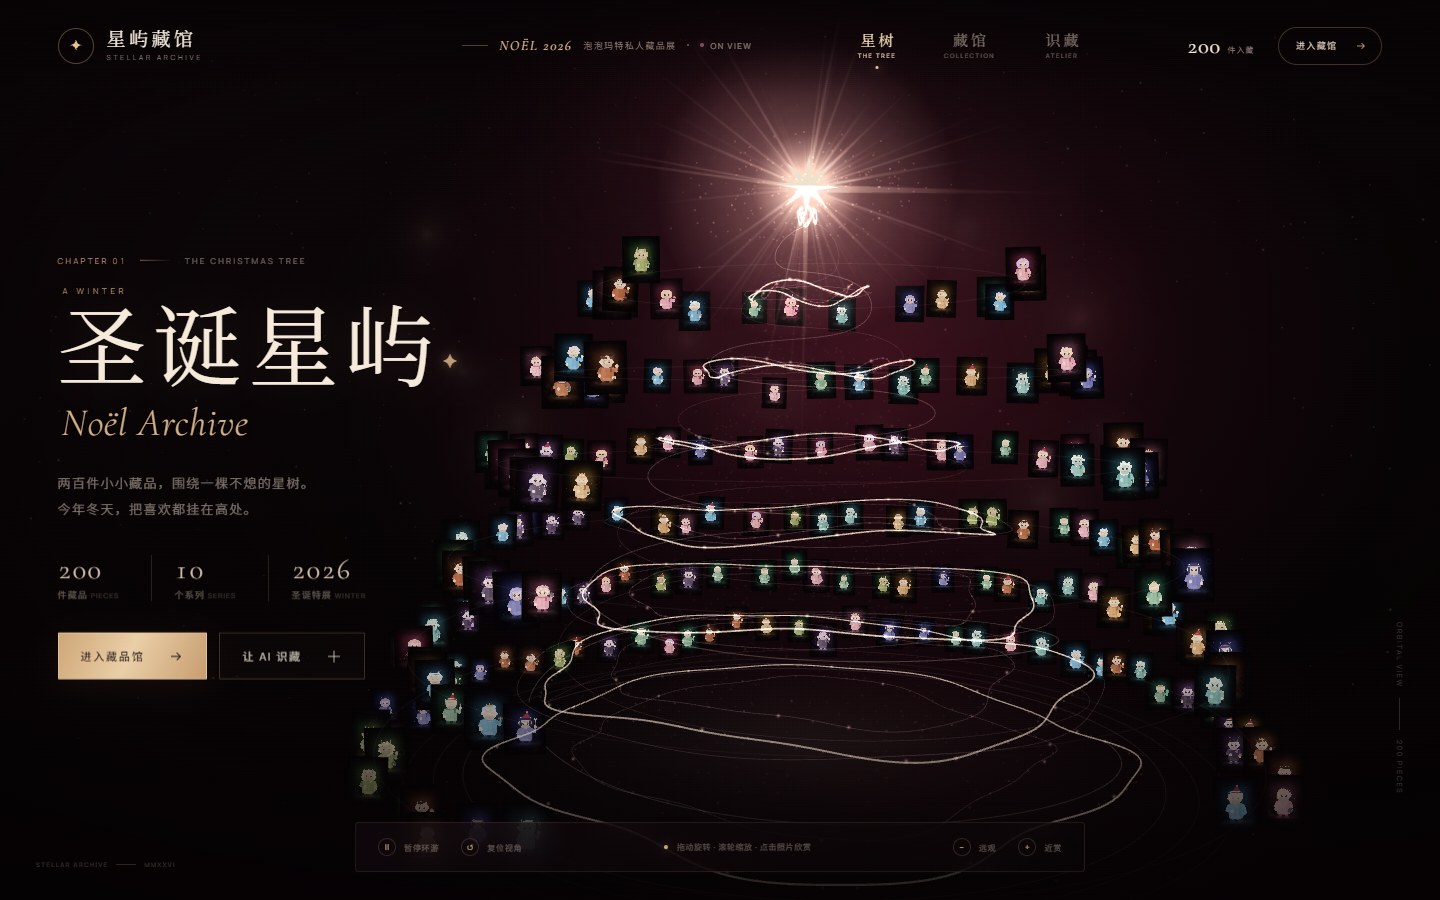 星屿藏馆
STELLAR ARCHIVE
NOËL 2026 泡泡玛特私人藏品展 · ON VIEW
星树
THE TREE
藏馆
COLLECTION
识藏
ATELIER
200 件入藏
进入藏馆 →
CHAPTER 01 THE CHRISTMAS TREE
A WINTER
圣诞星屿
Noël Archive
两百件小小藏品，围绕一棵不熄的星树。
今年冬天，把喜欢都挂在高处。
200
件藏品 PIECES
10
个系列 SERIES
2026
圣诞特展 WINTER
进入藏品馆 →
让 AI 识藏 +
ORBITAL VIEW 200 PIECES
暂停环游 复位视角 拖动旋转 · 滚轮缩放 · 点击照片欣赏 远观 近赏
STELLAR ARCHIVE MMXXVI